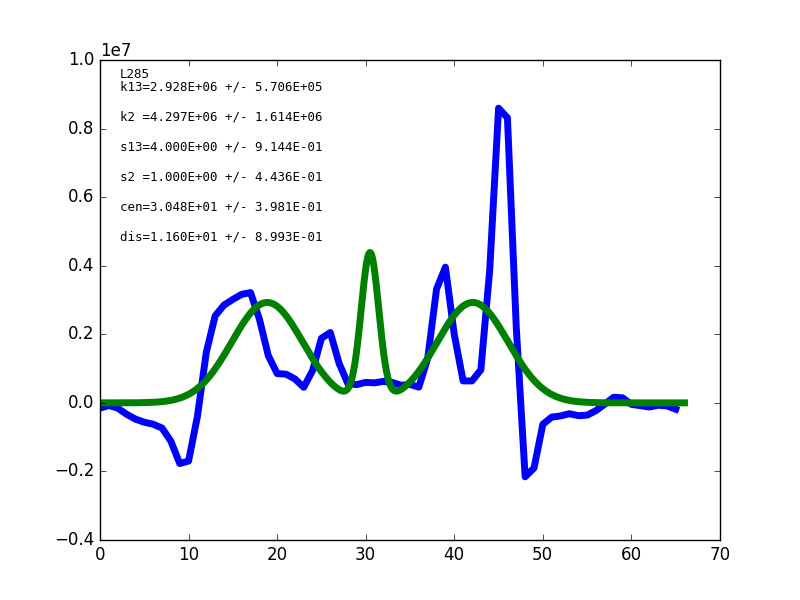 1e7
L285
k13=2.928E+06 +/- 5.706E+05
k2 =4.297E+06 +/- 1.614E+06
s13=4.000E+00 +/- 9.144E-01
s2 =1.000E+00 +/- 4.436E-01
cen=3.048E+01 +/- 3.981E-01
dis=1.160E+01 +/- 8.993E-01
1.0
0.8
0.6
0.4
0.2
0.0
−0.2
−0.4
0 10 20 30 40 50 60 70